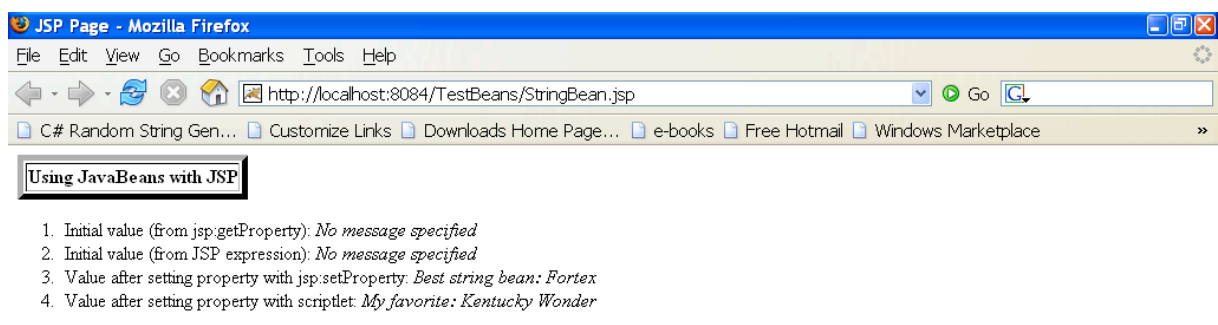 JSP Page - Mozilla Firefox
File Edit View Go Bookmarks Tools Help
http://localhost:8084/TestBeans/StringBean.jsp Go G
C# Random String Gen... Customize Links Downloads Home Page... e-books Free Hotmail Windows Marketplace »
Using JavaBeans with JSP
1. Initial value (from jsp:getProperty): No message specified
2. Initial value (from JSP expression): No message specified
3. Value after setting property with jsp:setProperty: Best string bean: Fortex
4. Value after setting property with scriptlet: My favorite: Kentucky Wonder